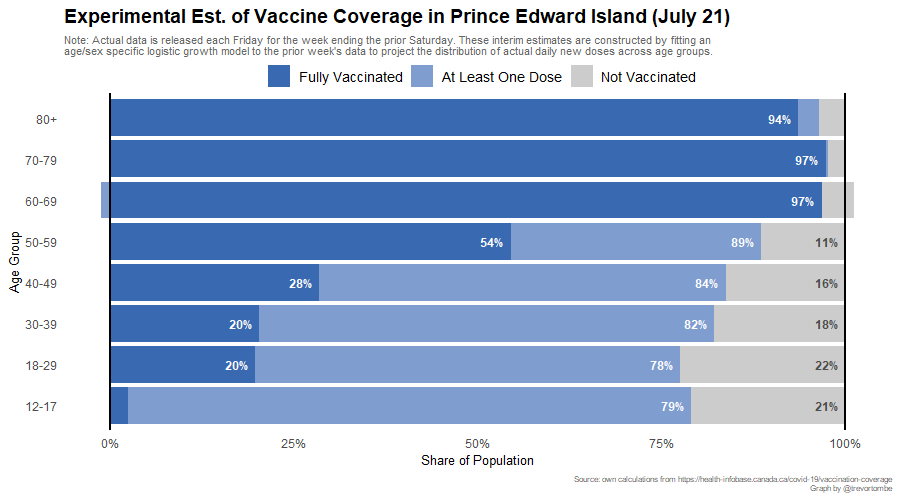 Experimental Est. of Vaccine Coverage in Prince Edward Island (July 21)
Note: Actual data is released each Friday for the week ending the prior Saturday. These interim estimates are constructed by fitting an
age/sex specific logistic growth model to the prior week's data to project the distribution of actual daily new doses across age groups.
Fully Vaccinated At Least One Dose Not Vaccinated
80+ 94%
70-79 97%
60-69 97%
50-59 54% 89% 11%
40-49 28% 84% 16%
30-39 20% 82% 18%
18-29 20% 78% 22%
12-17 79% 21%
Age Group
0% 25% 50% 75% 100%
Share of Population
Source: own calculations from https://health-infobase.canada.ca/covid-19/vaccination-coverage
Graph by @trevortombe